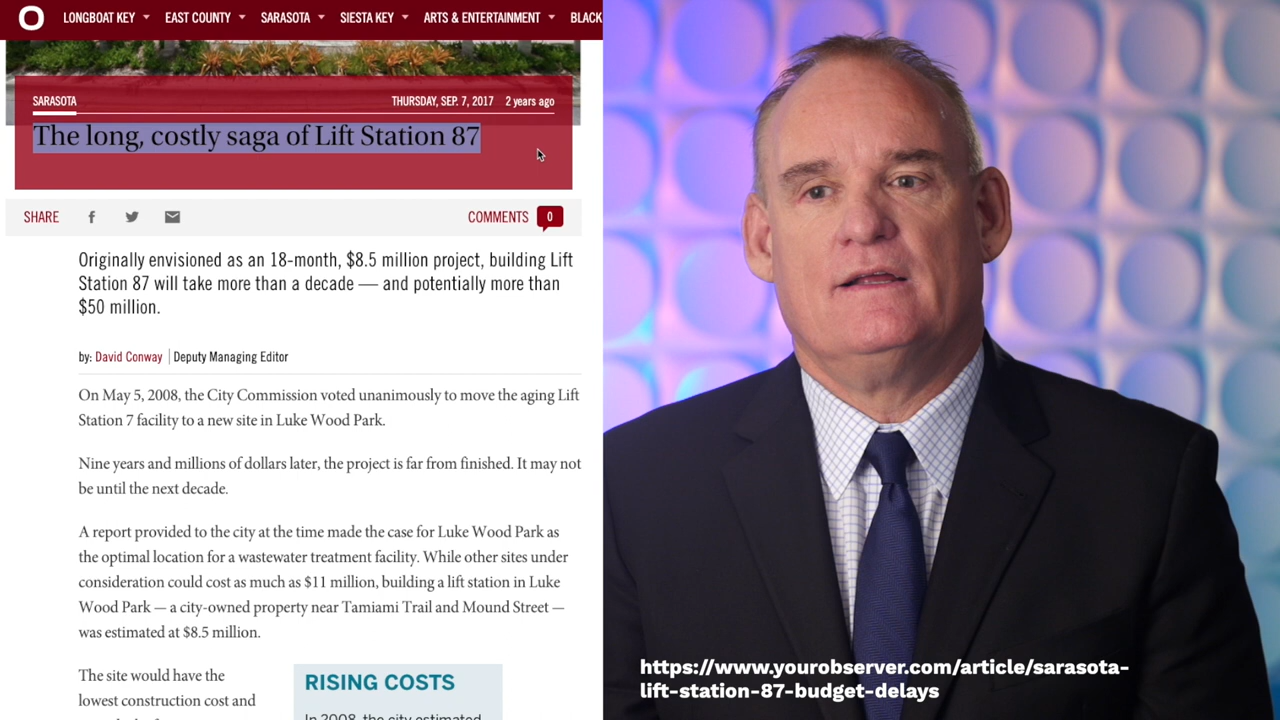 LONGBOAT KEY EAST COUNTY SARASOTA SIESTA KEY ARTS & ENTERTAINMENT BLACK
SARASOTA THURSDAY, SEP. 7, 2017 2 years ago
The long, costly saga of Lift Station 87
SHARE COMMENTS 0
Originally envisioned as an 18-month, $8.5 million project, building Lift
Station 87 will take more than a decade — and potentially more than
$50 million.
by: David Conway | Deputy Managing Editor
On May 5, 2008, the City Commission voted unanimously to move the aging Lift
Station 7 facility to a new site in Luke Wood Park.
Nine years and millions of dollars later, the project is far from finished. It may not
be until the next decade.
A report provided to the city at the time made the case for Luke Wood Park as
the optimal location for a wastewater treatment facility. While other sites under
consideration could cost as much as $11 million, building a lift station in Luke
Wood Park — a city-owned property near Tamiami Trail and Mound Street —
was estimated at $8.5 million.
The site would have the
lowest construction cost and
RISING COSTS
In 2008, the city estimated
https://www.yourobserver.com/article/sarasota-
lift-station-87-budget-delays